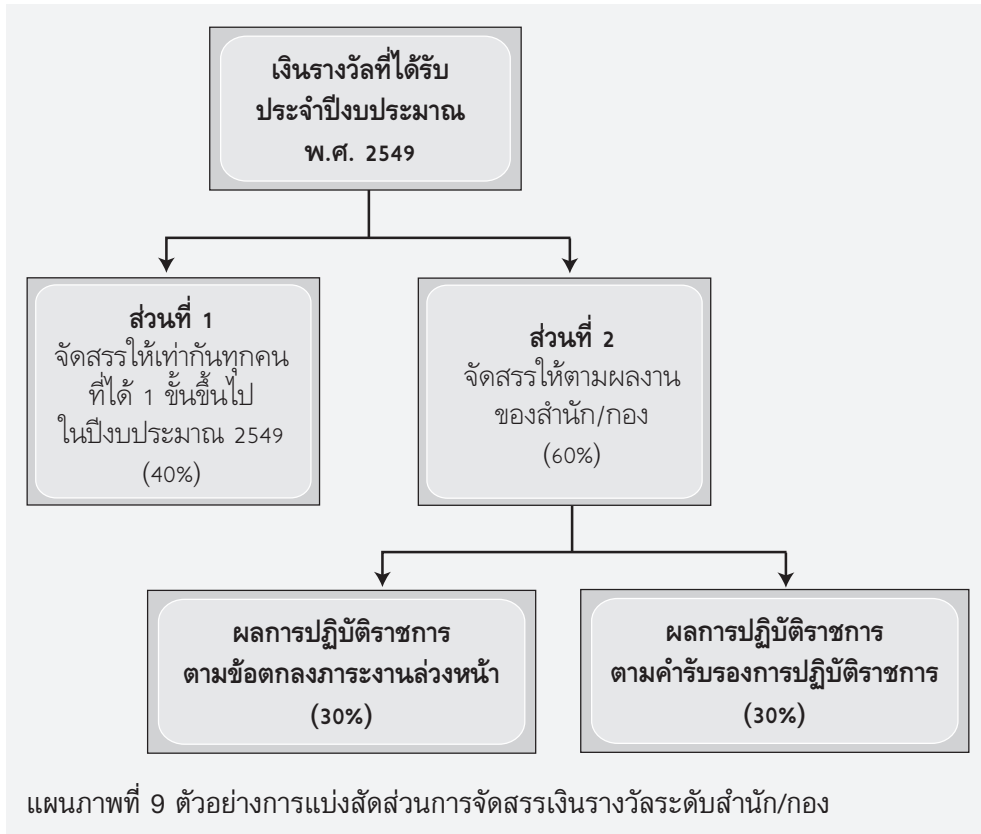 เงินรางวัลที่ได้รับ
ประจำปีงบประมาณ
พ.ศ. 2549
ส่วนที่ 1
จัดสรรให้เท่ากันทุกคน
ที่ได้ 1 ขั้นขึ้นไป
ในปีงบประมาณ 2549
(40%)
ส่วนที่ 2
จัดสรรให้ตามผลงาน
ของสำนัก/กอง
(60%)
ผลการปฏิบัติราชการ
ตามข้อตกลงภาระงานล่วงหน้า
(30%)
ผลการปฏิบัติราชการ
ตามคำรับรองการปฏิบัติราชการ
(30%)
แผนภาพที่ 9 ตัวอย่างการแบ่งสัดส่วนการจัดสรรเงินรางวัลระดับสำนัก/กอง